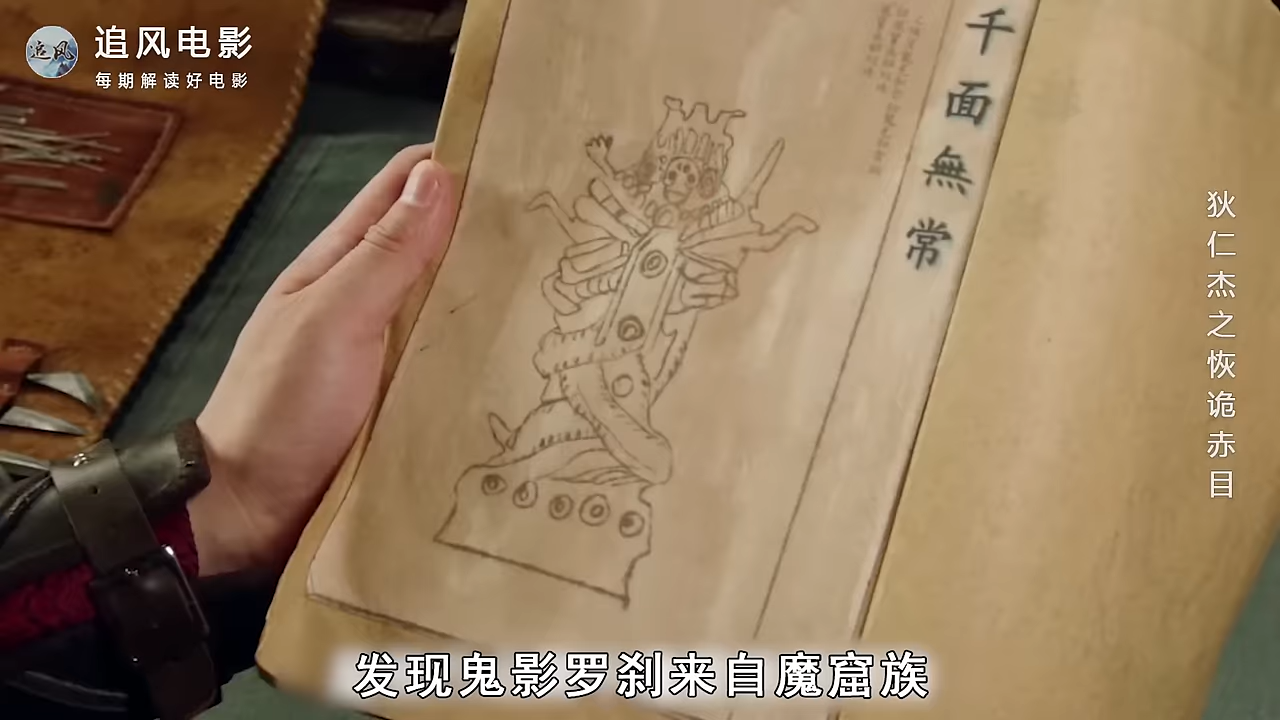 追风电影
每期解读好电影
千面無常
狄仁杰之恢诡赤目
发现鬼影罗刹来自魔窟族